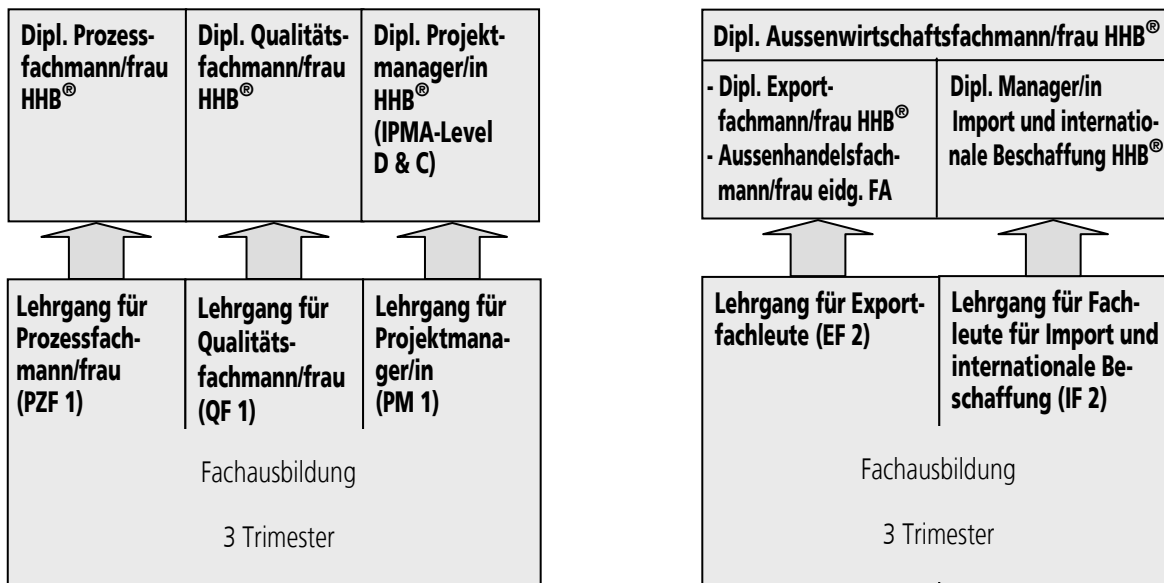 Dipl. Prozess-
fachmann/frau
HHB®
Dipl. Qualitäts-
fachmann/frau
HHB®
Dipl. Projekt-
manager/in
HHB®
(IPMA-Level
D & C)
Lehrgang für
Prozessfach-
mann/frau
(PZF 1)
Lehrgang für
Qualitäts-
fachmann/frau
(QF 1)
Lehrgang für
Projektmana-
ger/in
(PM 1)
Fachausbildung
3 Trimester
Dipl. Aussenwirtschaftsfachmann/frau HHB®
- Dipl. Export-
fachmann/frau HHB®
- Aussenhandelsfach-
mann/frau eidg. FA
Dipl. Manager/in
Import und internatio-
nale Beschaffung HHB®
Lehrgang für Export-
fachleute (EF 2)
Lehrgang für Fach-
leute für Import und
internationale Be-
schaffung (IF 2)
Fachausbildung
3 Trimester